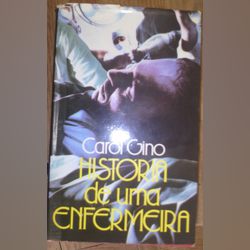 Carol Gino
HISTÓRIA
de uma
ENFERMEIRA